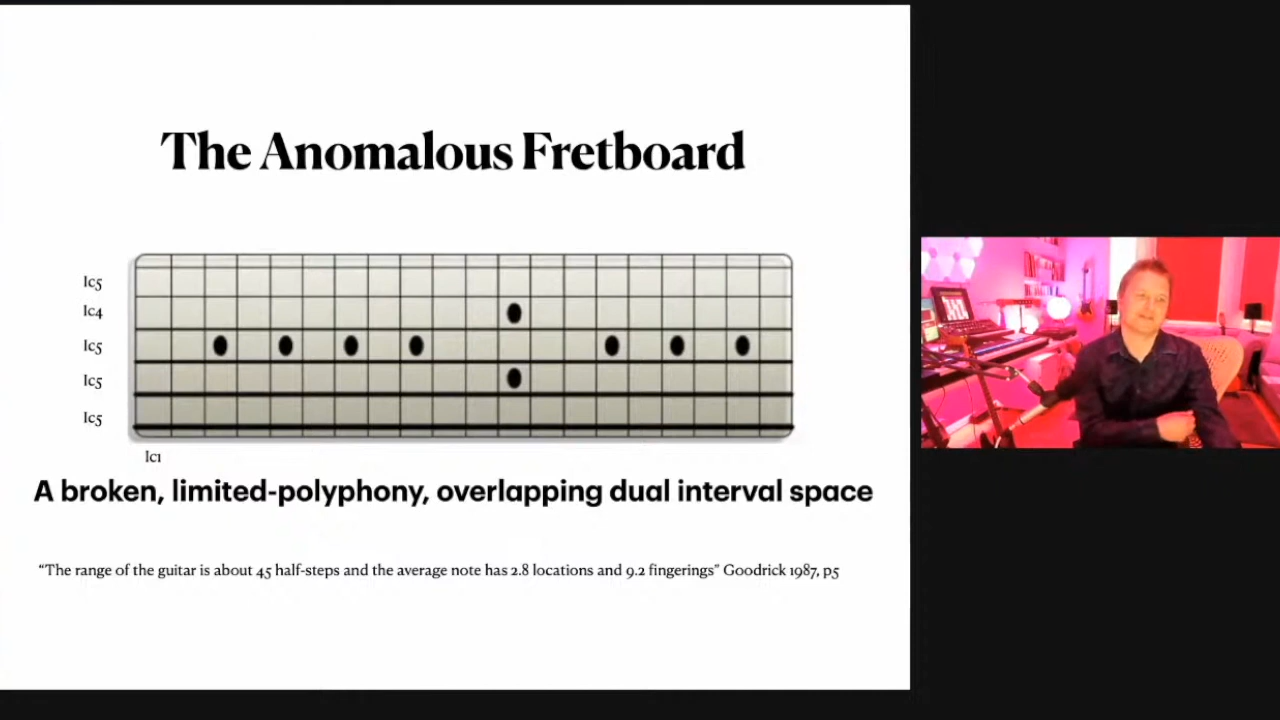 The Anomalous Fretboard
Ic5
Ic4
Ic5
Ic5
Ic5
Ic1
A broken, limited-polyphony, overlapping dual interval space
“The range of the guitar is about 45 half-steps and the average note has 2.8 locations and 9.2 fingerings” Goodrick 1987, p5